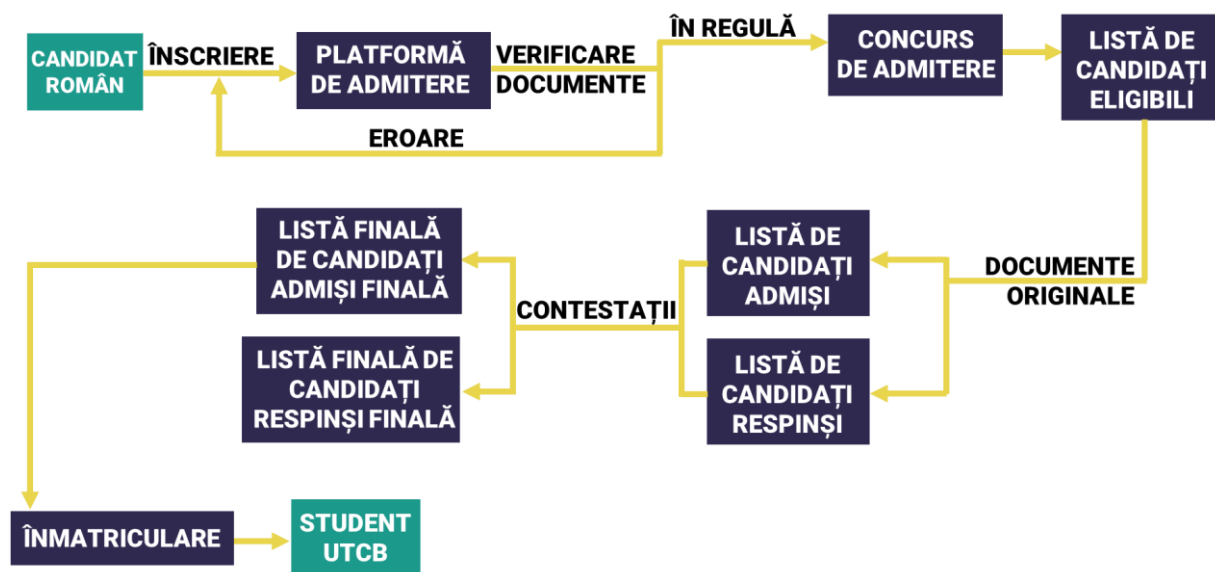 CANDIDAT
ROMÂN
ÎNSCRIERE
PLATFORMĂ
DE ADMITERE
VERIFICARE
DOCUMENTE
ÎN REGULĂ
CONCURS
DE ADMITERE
LISTĂ DE
CANDIDAȚI
ELIGIBILI
EROARE
DOCUMENTE
ORIGINALE
LISTĂ DE
CANDIDAȚI
ADMIȘI
LISTĂ DE
CANDIDAȚI
RESPINȘI
CONTESTAȚII
LISTĂ FINALĂ
DE CANDIDAȚI
ADMIȘI FINALĂ
LISTĂ FINALĂ DE
CANDIDAȚI
RESPINȘI FINALĂ
ÎNMATRICULARE
STUDENT
UTCB